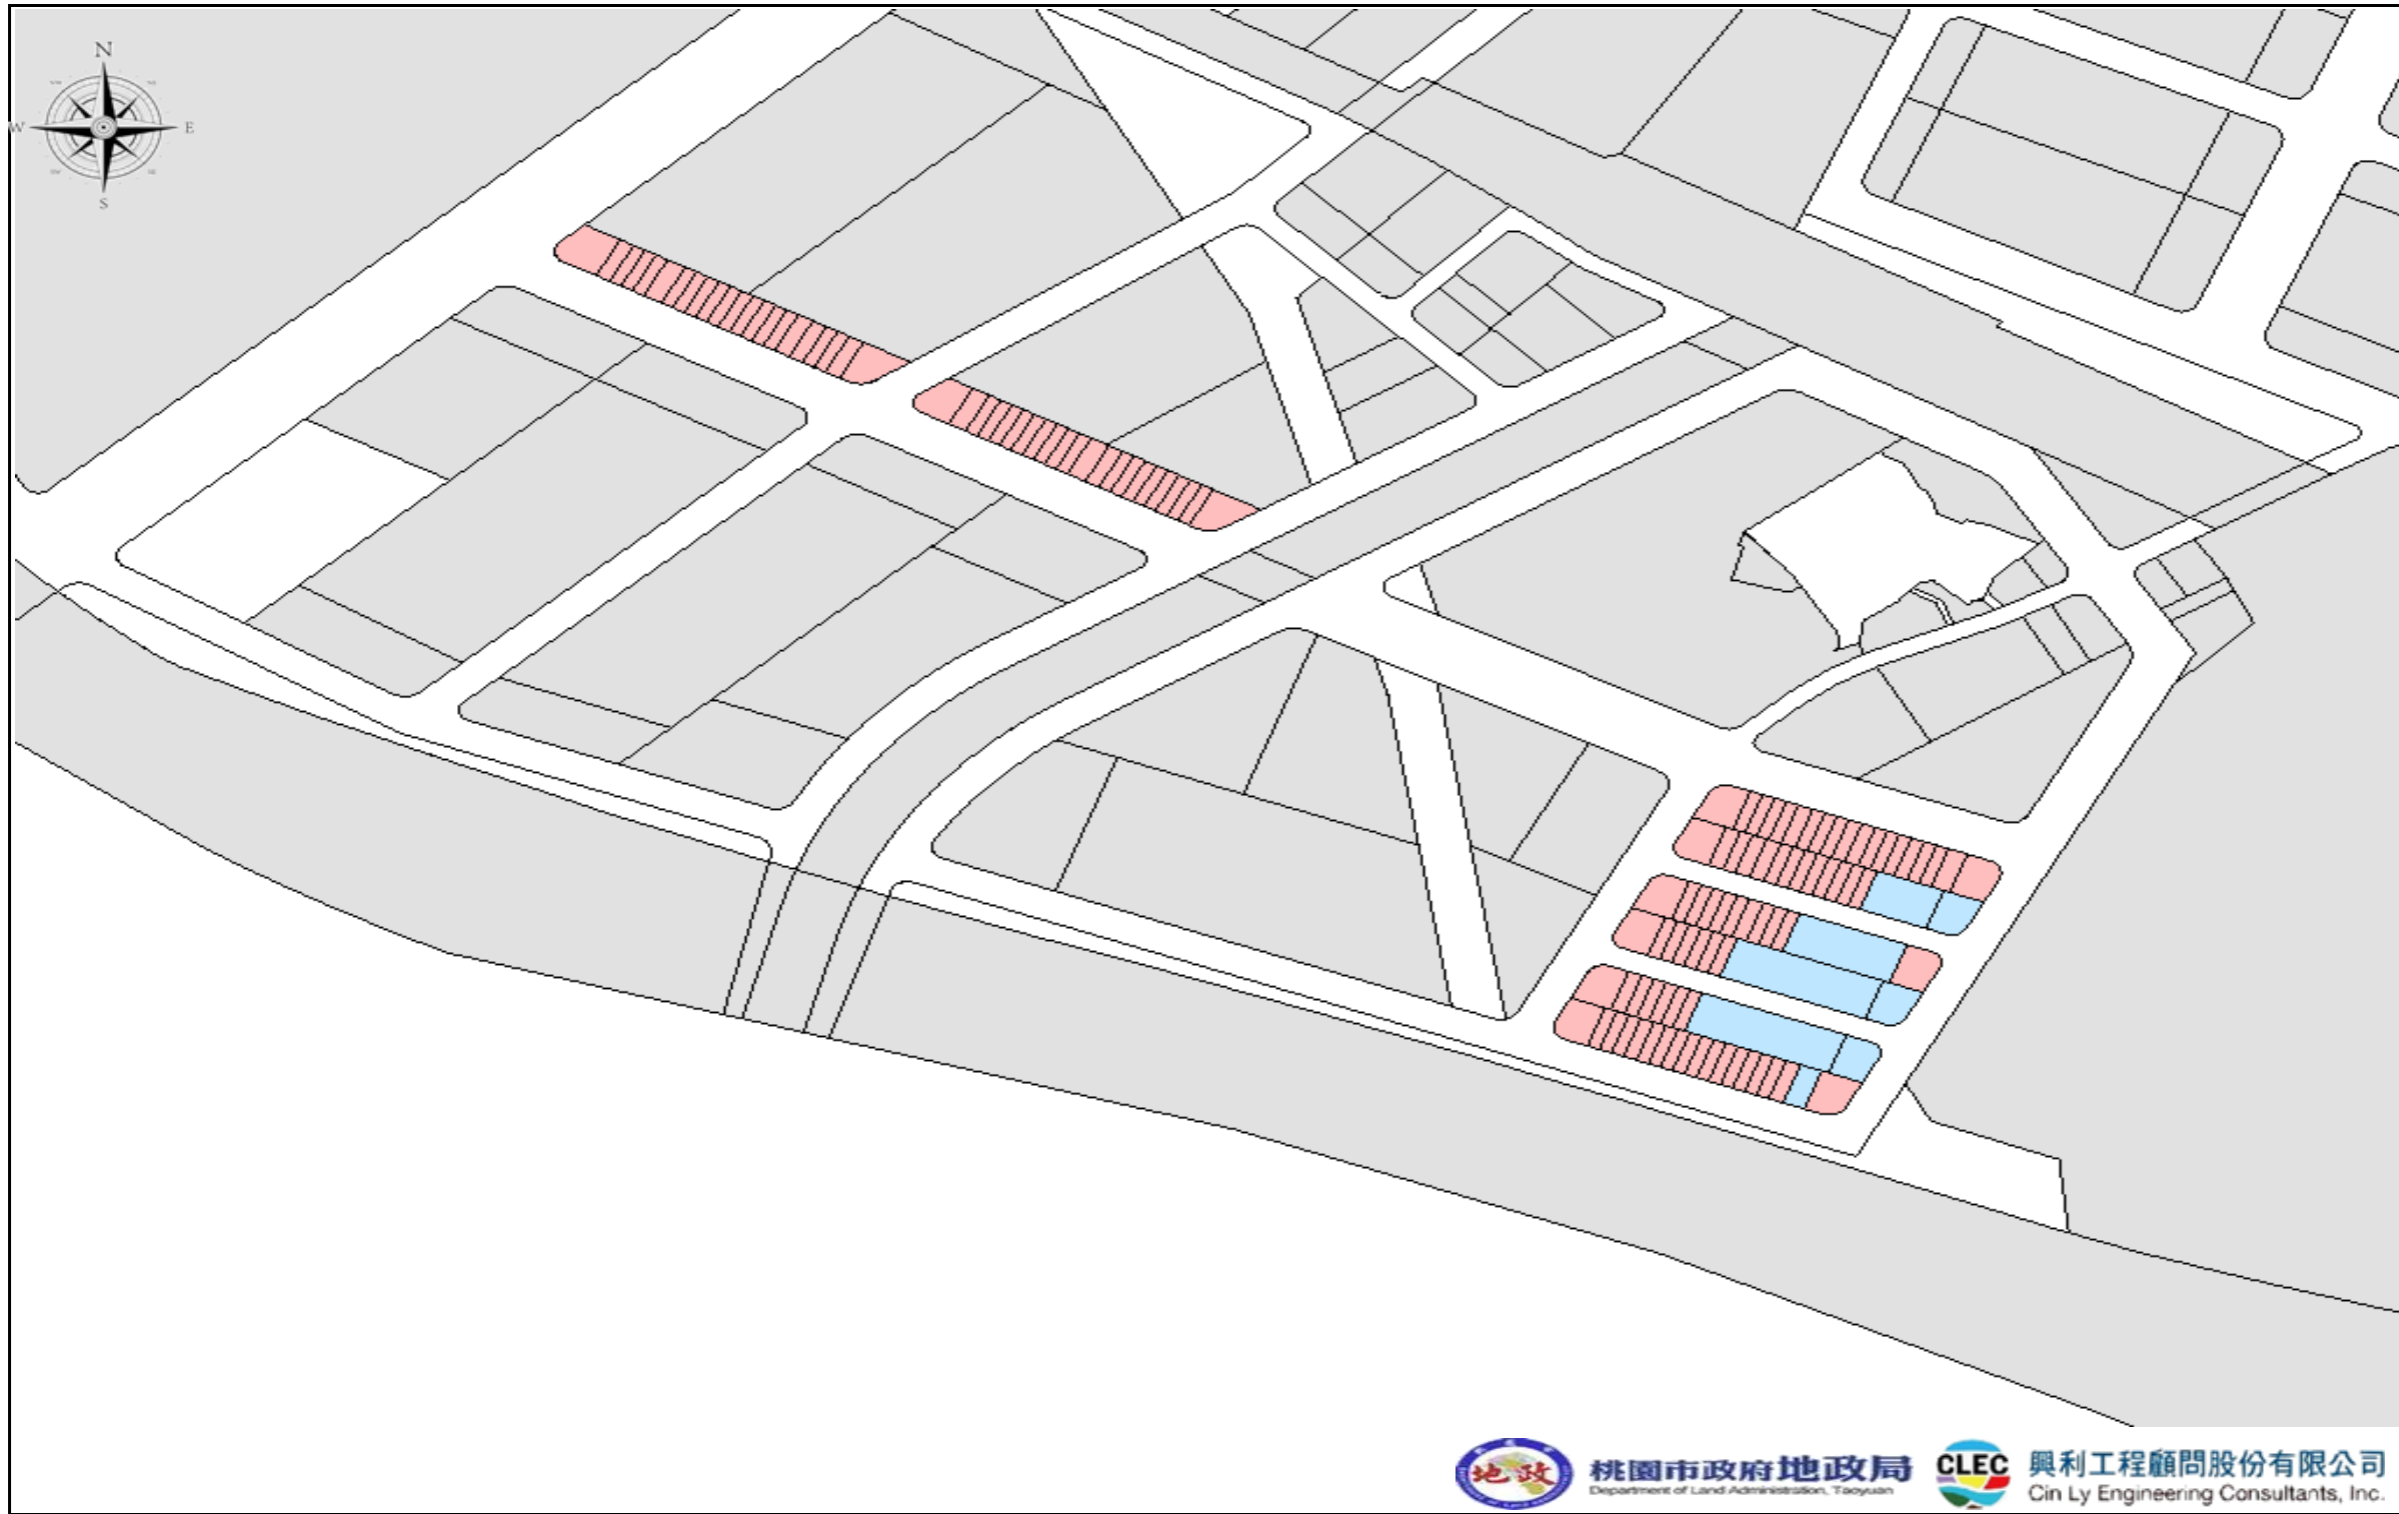 N
W
E
S
地政
桃園市政府地政局
Department of Land Administration, Taoyuan
CLEC
興利工程顧問股份有限公司
Cin Ly Engineering Consultants, Inc.